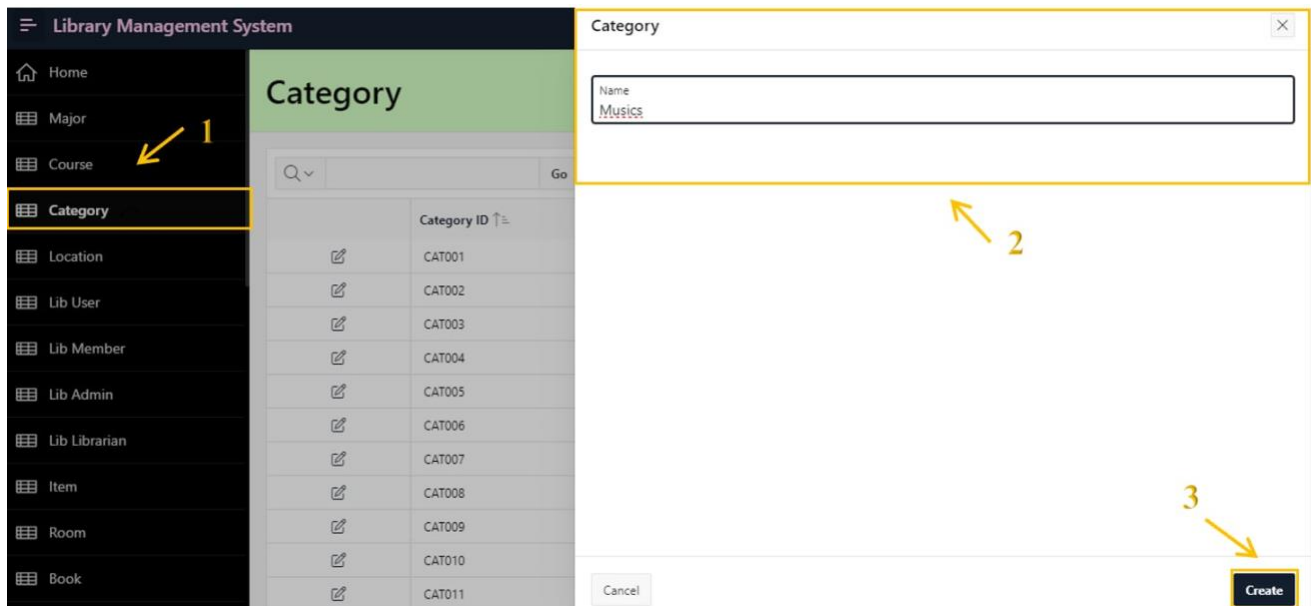 Library Management System
Home
Major
Course
Category
Location
Lib User
Lib Member
Lib Admin
Lib Librarian
Item
Room
Book
1
Category
Go
Category ID
CAT001
CAT002
CAT003
CAT004
CAT005
CAT006
CAT007
CAT008
CAT009
CAT010
CAT011
Category
Name
Musics
2
3
Cancel
Create